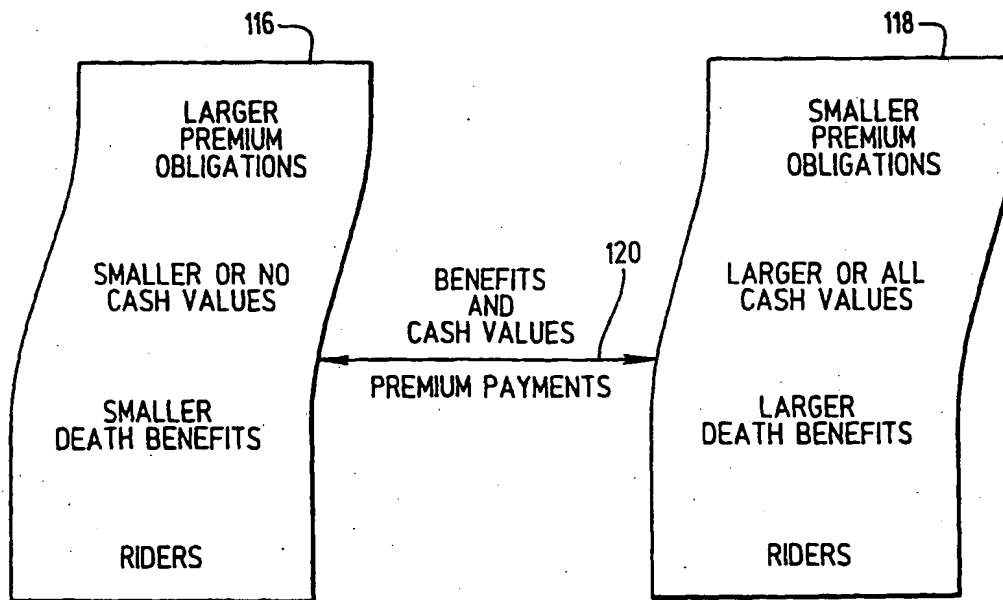 116
LARGER
PREMIUM
OBLIGATIONS
SMALLER OR NO
CASH VALUES
SMALLER
DEATH BENEFITS
RIDERS
BENEFITS
AND
CASH VALUES
120
PREMIUM PAYMENTS
118
SMALLER
PREMIUM
OBLIGATIONS
LARGER OR ALL
CASH VALUES
LARGER
DEATH BENEFITS
RIDERS